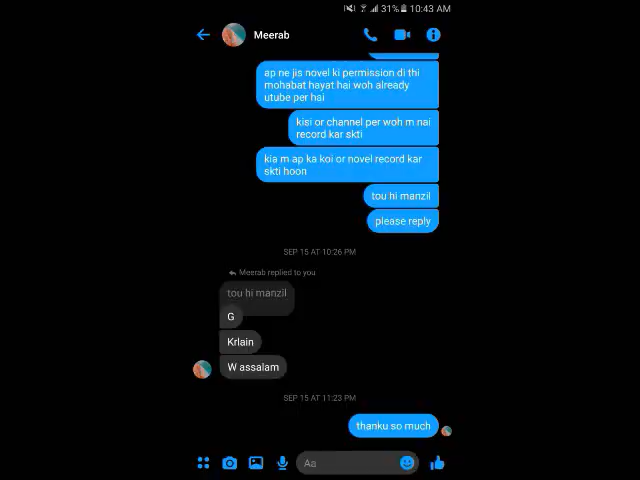 31% 10:43 AM
Meerab
ap ne jis novel ki permission di thi
mohabat hayat hai woh already
utube per hai
kisi or channel per woh m nai
record kar skti
kia m ap ka koi or novel record kar
skti hoon
tou hi manzil
please reply
SEP 15 AT 10:26 PM
Meerab replied to you
tou hi manzil
G
Krlain
W assalam
SEP 15 AT 11:23 PM
thanku so much
Aa